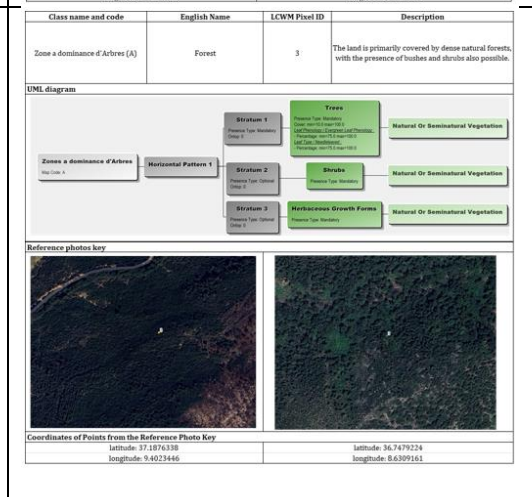 Class name and code English Name LCWM Pixel ID Description
Zone a dominance d'Arbres (A) Forest 3 The land is primarily covered by dense natural forests,
with the presence of bushes and shrubs also possible.
UML diagram
Zones a dominance d'Arbres
Map Code: A
Horizontal Pattern 1
Stratum 1
Presence Type: Mandatory
Trees
Presence Type: Mandatory
Natural Or Seminatural Vegetation
Stratum 2
Presence Type: Optional
Shrubs
Presence Type: Mandatory
Natural Or Seminatural Vegetation
Stratum 3
Presence Type: Optional
Herbaceous Growth Forms
Presence Type: Mandatory
Natural Or Seminatural Vegetation
Reference photos key
Coordinates of Points from the Reference Photo Key
latitude: 37.1876338 latitude: 36.7479224
longitude: 9.4023446 longitude: 8.6309161